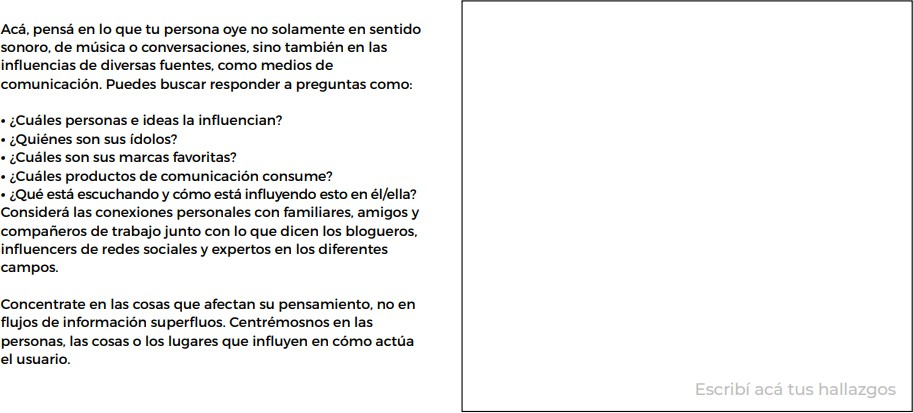 Acá, pensá en lo que tu persona oye no solamente en sentido
sonoro, de música o conversaciones, sino también en las
influencias de diversas fuentes, como medios de
comunicación. Puedes buscar responder a preguntas como:
• ¿Cuáles personas e ideas la influencian?
• ¿Quiénes son sus ídolos?
• ¿Cuáles son sus marcas favoritas?
• ¿Cuáles productos de comunicación consume?
• ¿Qué está escuchando y cómo está influyendo esto en él/ella?
Considerá las conexiones personales con familiares, amigos y
compañeros de trabajo junto con lo que dicen los blogueros,
influencers de redes sociales y expertos en los diferentes
campos.
Concentrate en las cosas que afectan su pensamiento, no en
flujos de información superfluos. Centrémosnos en las
personas, las cosas o los lugares que influyen en cómo actúa
el usuario.
Escribí acá tus hallazgos